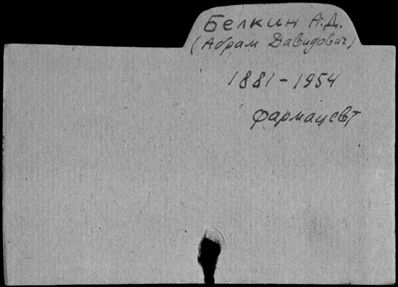 Белкин А.Д.
(Абрам Давидович)
1881-1954
фармацевт